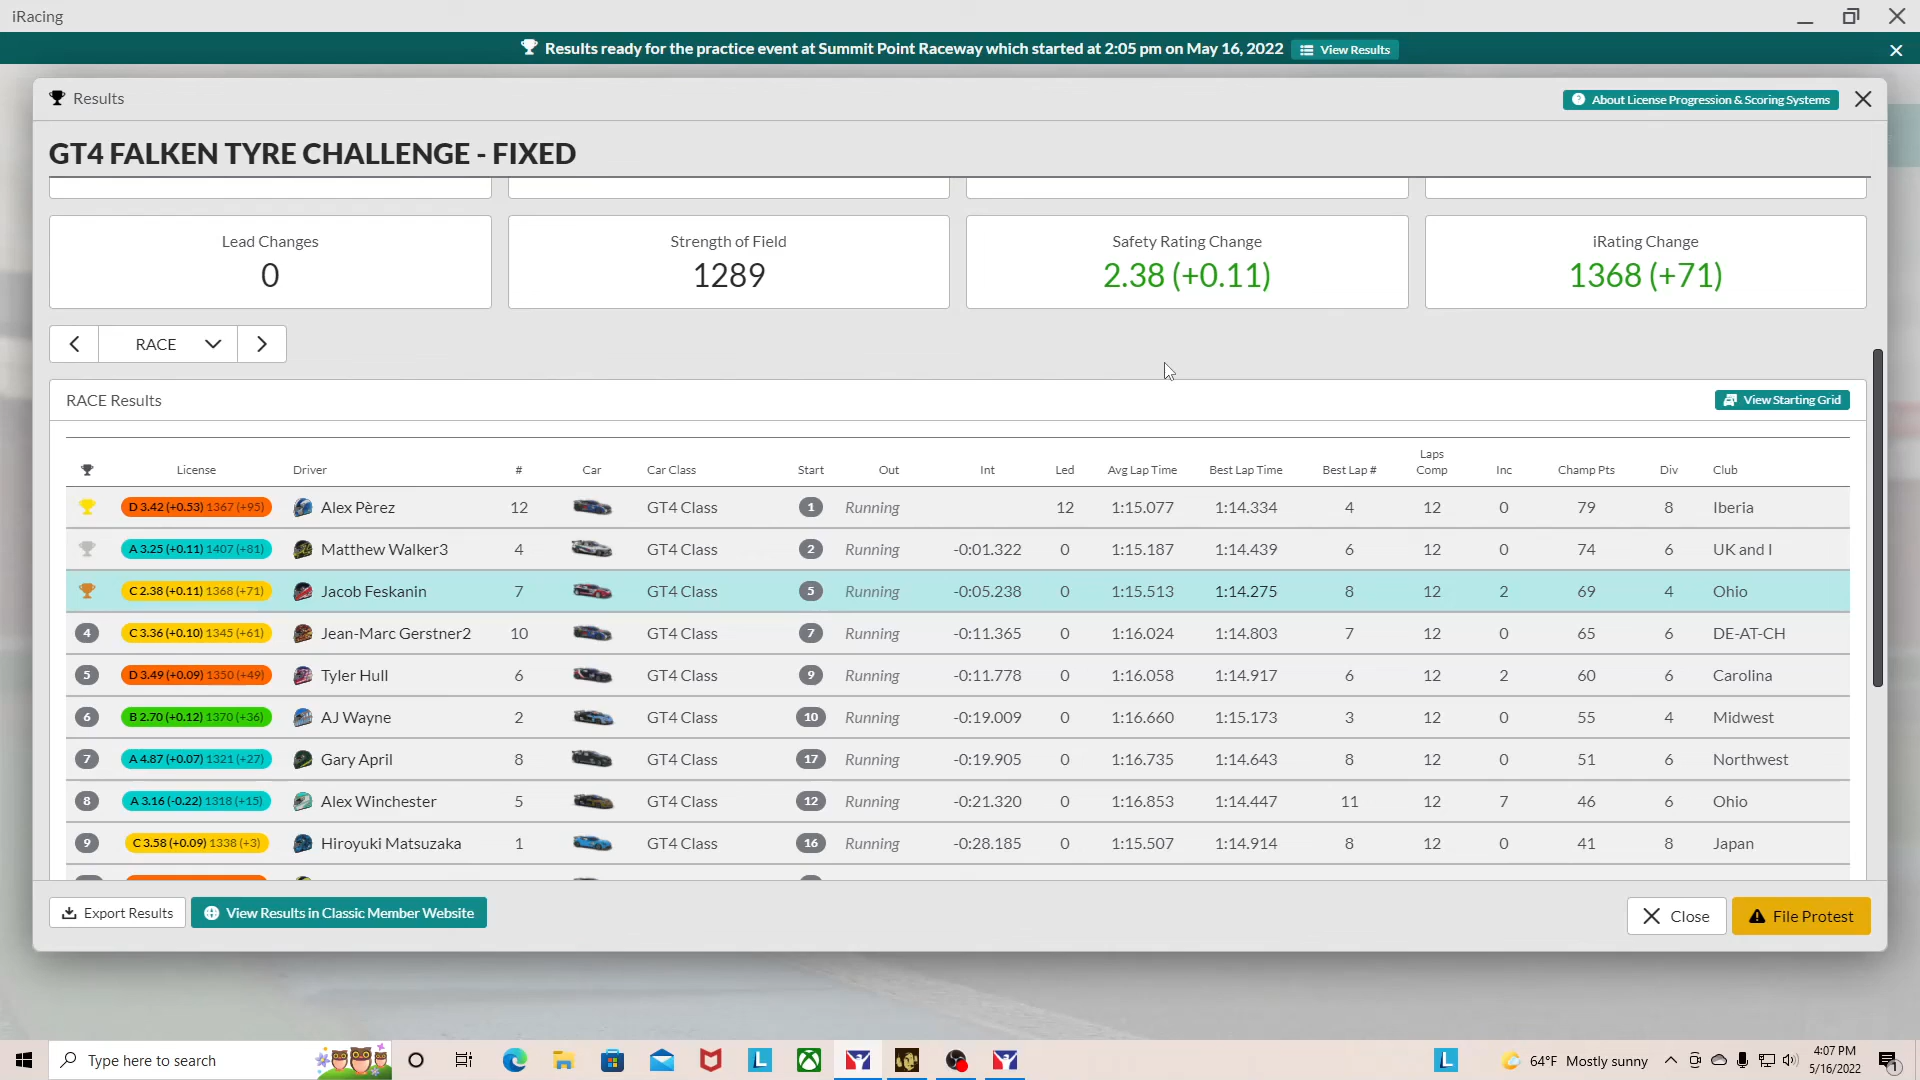 iRacing
Results ready for the practice event at Summit Point Raceway which started at 2:05 pm on May 16, 2022 View Results
Results About License Progression & Scoring Systems
GT4 FALKEN TYRE CHALLENGE - FIXED
Lead Changes Strength of Field Safety Rating Change iRating Change
0 1289 2.38 (+0.11) 1368 (+71)
RACE
RACE Results View Starting Grid
License Driver # Car Car Class Start Out Int Led Avg Lap Time Best Lap Time Best Lap # Laps Comp Inc Champ Pts Div Club
D 3.42 (+0.53) 1367 (+95) Alex Pèrez 12 GT4 Class 1 Running 12 1:15.077 1:14.334 4 12 0 79 8 Iberia
A 3.25 (+0.11) 1407 (+81) Matthew Walker3 4 GT4 Class 2 Running -0:01.322 0 1:15.187 1:14.439 6 12 0 74 6 UK and I
C 2.38 (+0.11) 1368 (+71) Jacob Feskanin 7 GT4 Class 5 Running -0:05.238 0 1:15.513 1:14.275 8 12 2 69 4 Ohio
4 C 3.36 (+0.10) 1345 (+61) Jean-Marc Gerstner2 10 GT4 Class 7 Running -0:11.365 0 1:16.024 1:14.803 7 12 0 65 6 DE-AT-CH
5 D 3.49 (+0.09) 1350 (+49) Tyler Hull 6 GT4 Class 9 Running -0:11.778 0 1:16.058 1:14.917 6 12 2 60 6 Carolina
6 B 2.70 (+0.12) 1370 (+36) AJ Wayne 2 GT4 Class 10 Running -0:19.009 0 1:16.660 1:15.173 3 12 0 55 4 Midwest
7 A 4.87 (+0.07) 1321 (+27) Gary April 8 GT4 Class 17 Running -0:19.905 0 1:16.735 1:14.643 8 12 0 51 6 Northwest
8 A 3.16 (-0.22) 1318 (+15) Alex Winchester 5 GT4 Class 12 Running -0:21.320 0 1:16.853 1:14.447 11 12 7 46 6 Ohio
9 C 3.58 (+0.09) 1338 (+3) Hiroyuki Matsuzaka 1 GT4 Class 16 Running -0:28.185 0 1:15.507 1:14.914 8 12 0 41 8 Japan
Export Results View Results in Classic Member Website Close File Protest
Type here to search L L 64°F Mostly sunny 4:07 PM
5/16/2022 1